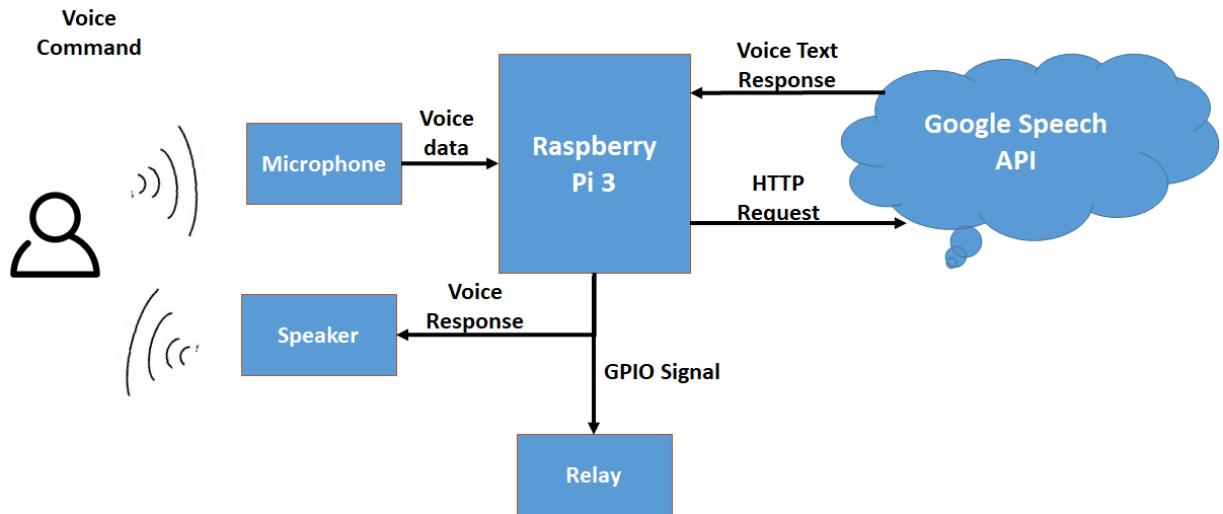 Voice
Command
Microphone
Voice
data
Raspberry
Pi 3
Voice Text
Response
Google Speech
API
HTTP
Request
Speaker
Voice
Response
GPIO Signal
Relay